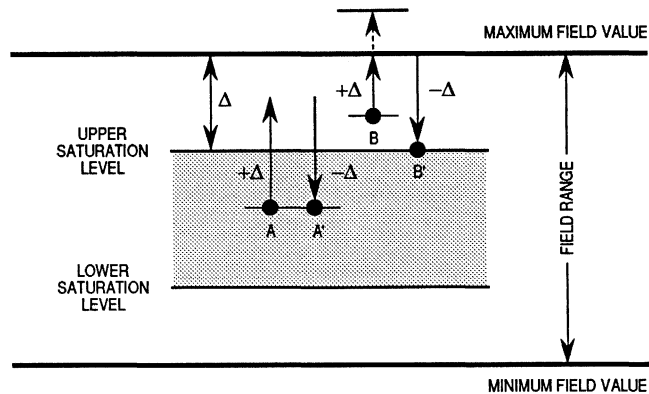 MAXIMUM FIELD VALUE
Δ
+Δ
−Δ
B
UPPER
SATURATION
LEVEL
+Δ
−Δ
B'
A
A'
FIELD RANGE
LOWER
SATURATION
LEVEL
MINIMUM FIELD VALUE